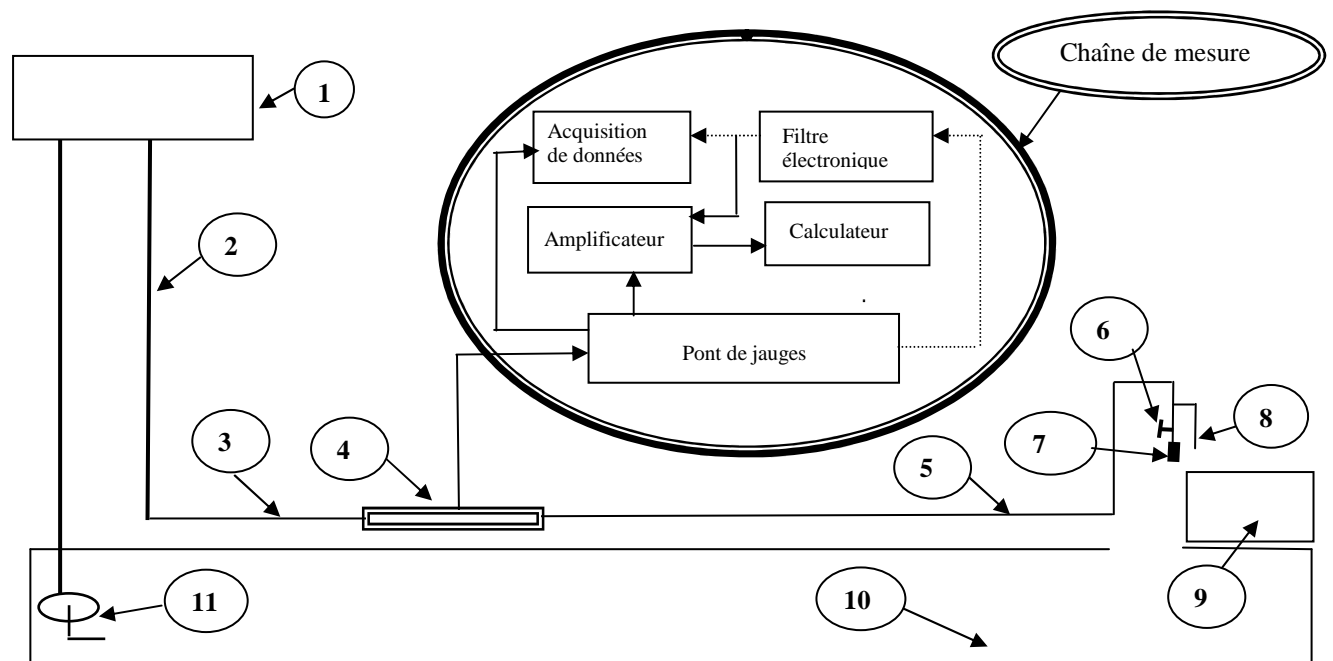 Chaîne de mesure
1
Acquisition
de données
Filtre
électronique
2
Amplificateur
Calculateur
Pont de jauges
6
3
4
7
8
5
11
10
9